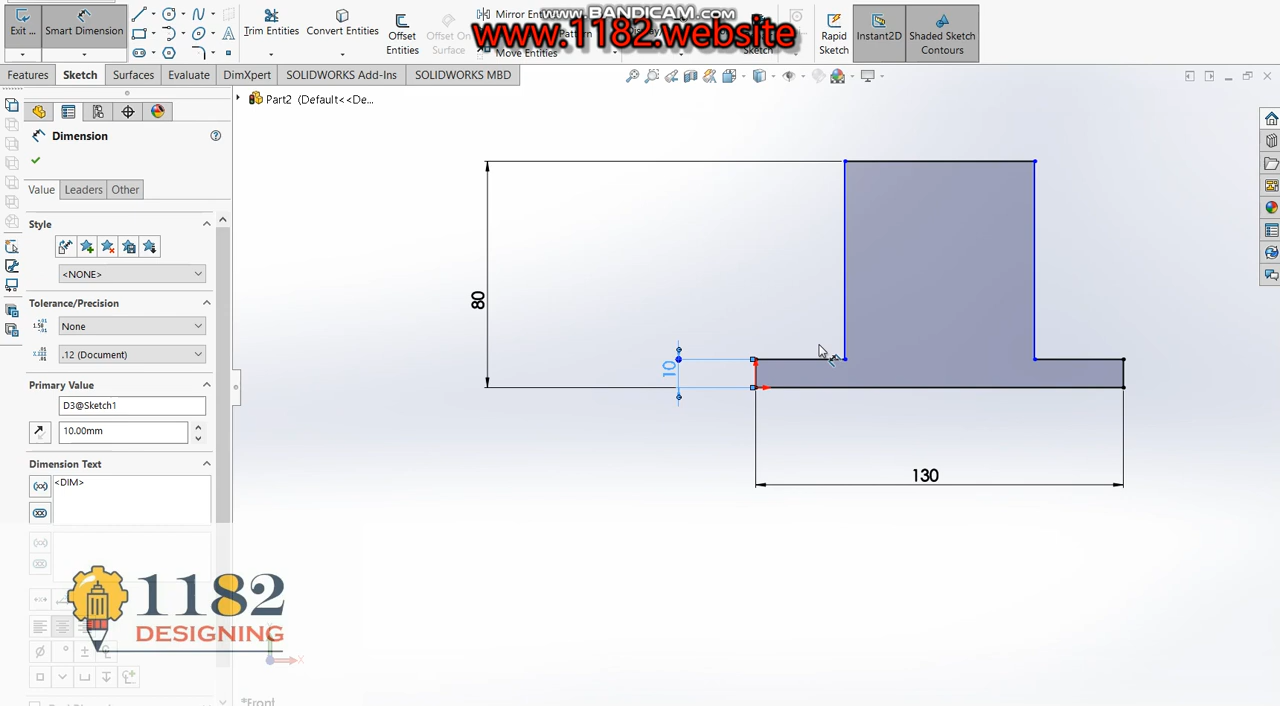 www.BANDICAM.com
www.1182.website
Exit ...
Smart Dimension
Trim Entities
Convert Entities
Offset Entities
Offset On Surface
Mirror Enti
Pattern
Move Entities
Rapid Sketch
Instant2D
Shaded Sketch Contours
Features
Sketch
Surfaces
Evaluate
DimXpert
SOLIDWORKS Add-Ins
SOLIDWORKS MBD
Part2 (Default<<De...
Dimension
Value
Leaders
Other
Style
<NONE>
Tolerance/Precision
None
.12 (Document)
Primary Value
D3@Sketch1
10.00mm
Dimension Text
<DIM>
80
10
130
1182
DESIGNING
*Front